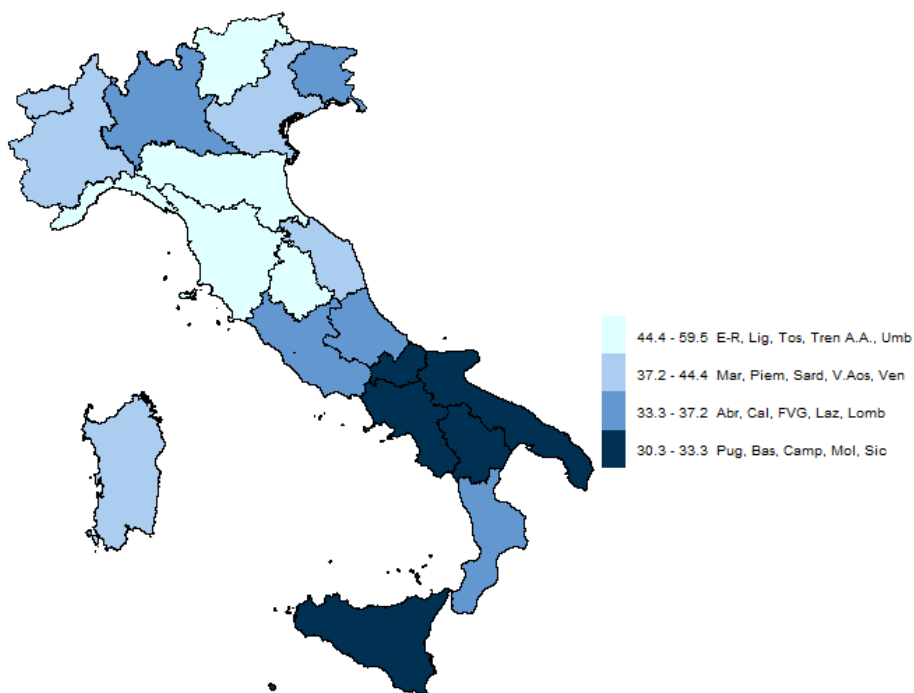 44.4 - 59.5 E-R, Lig, Tos, Tren A.A., Umb
37.2 - 44.4 Mar, Piem, Sard, V.Aos, Ven
33.3 - 37.2 Abr, Cal, FVG, Laz, Lomb
30.3 - 33.3 Pug, Bas, Camp, Mol, Sic